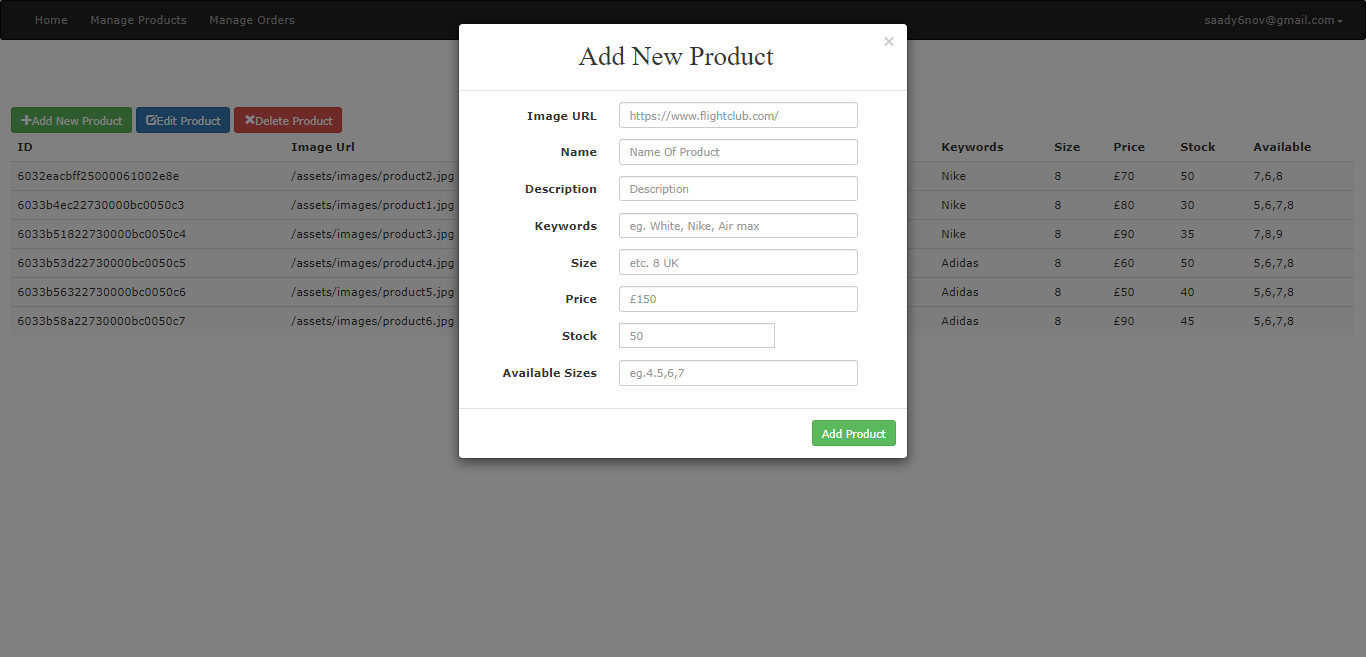 Home Manage Products Manage Orders saady6nov@gmail.com
×
Add New Product
Image URL https://www.flightclub.com/
Name Name Of Product
Description Description
Keywords eg. White, Nike, Air max
Size etc. 8 UK
Price £150
Stock 50
Available Sizes eg.4.5,6,7
Add Product
Add New Product Edit Product Delete Product
ID Image Url Keywords Size Price Stock Available
6032eacbff25000061002e8e /assets/images/product2.jpg Nike 8 £70 50 7,6,8
6033b4ec22730000bc0050c3 /assets/images/product1.jpg Nike 8 £80 30 5,6,7,8
6033b51822730000bc0050c4 /assets/images/product3.jpg Nike 8 £90 35 7,8,9
6033b53d22730000bc0050c5 /assets/images/product4.jpg Adidas 8 £60 50 5,6,7,8
6033b56322730000bc0050c6 /assets/images/product5.jpg Adidas 8 £50 40 5,6,7,8
6033b58a22730000bc0050c7 /assets/images/product6.jpg Adidas 8 £90 45 5,6,7,8